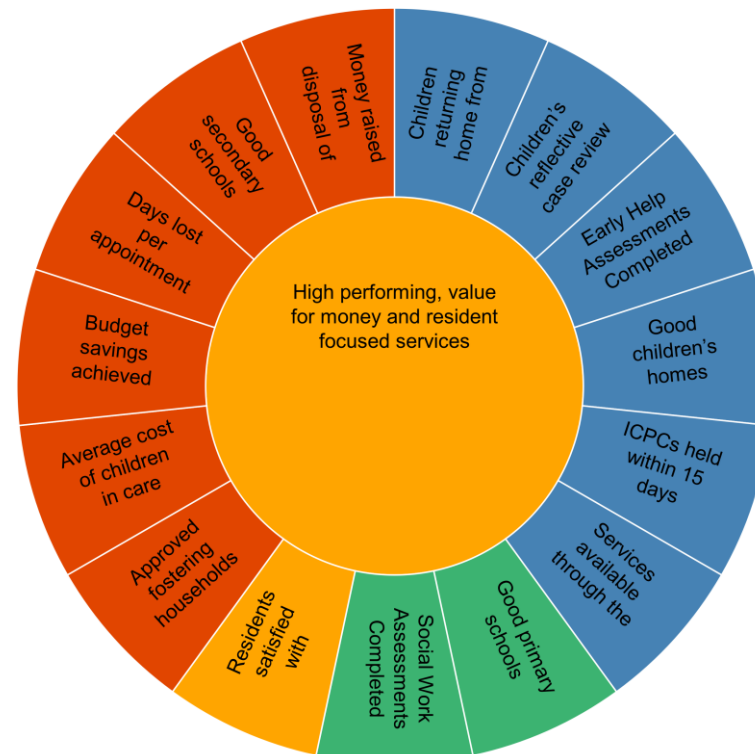 High performing, value
for money and resident
focused services
Children
returning
home from
Children’s
reflective
case review
Early Help
Assessments
Completed
Good
children’s
homes
ICPCs held
within 15
days
Services
available
through the
Good primary
schools
Social Work
Assessments
Completed
Residents
satisfied
with
Approved
fostering
households
Average cost
of children
in care
Budget
savings
achieved
Days lost
per
appointment
Good
secondary
schools
Money raised
from
disposal of